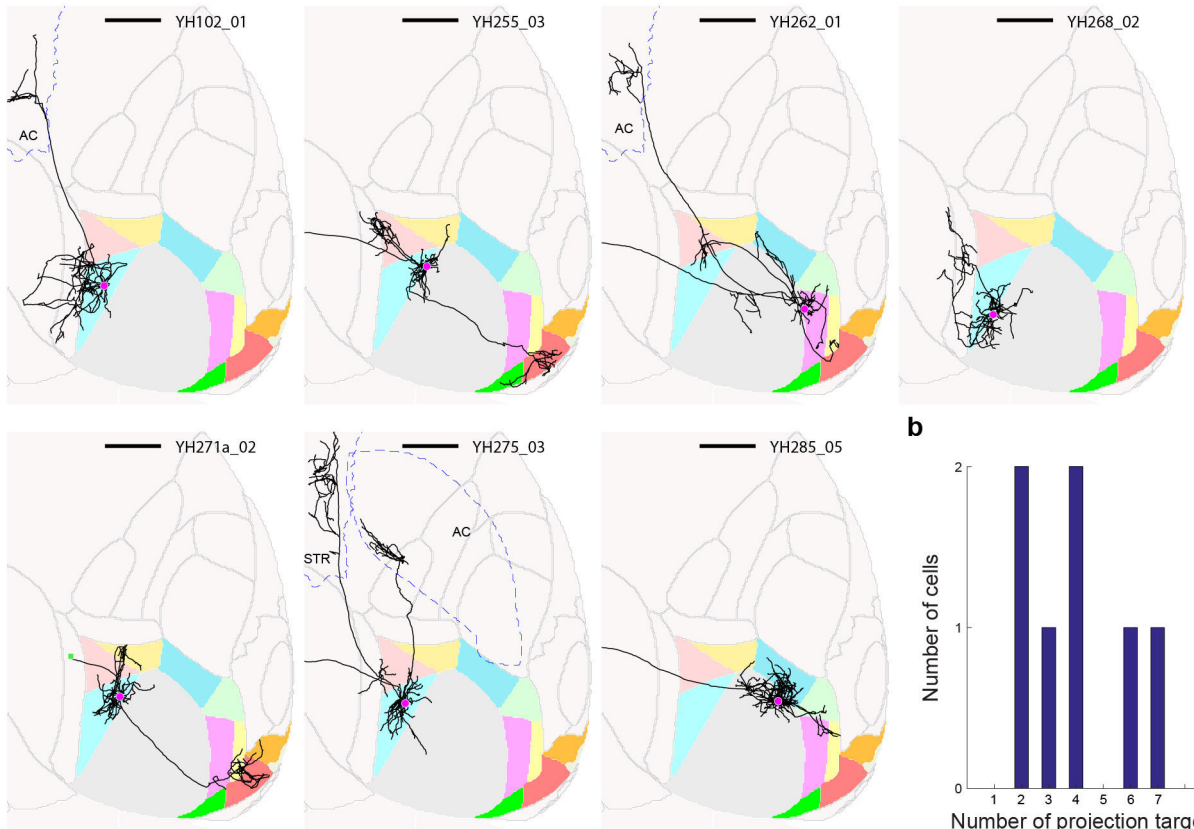 YH102_01
YH255_03
YH262_01
YH268_02
AC
AC
YH271a_02
YH275_03
YH285_05
AC
STR
b
Number of cells
2
1
0
1 2 3 4 5 6 7
Number of projection targe